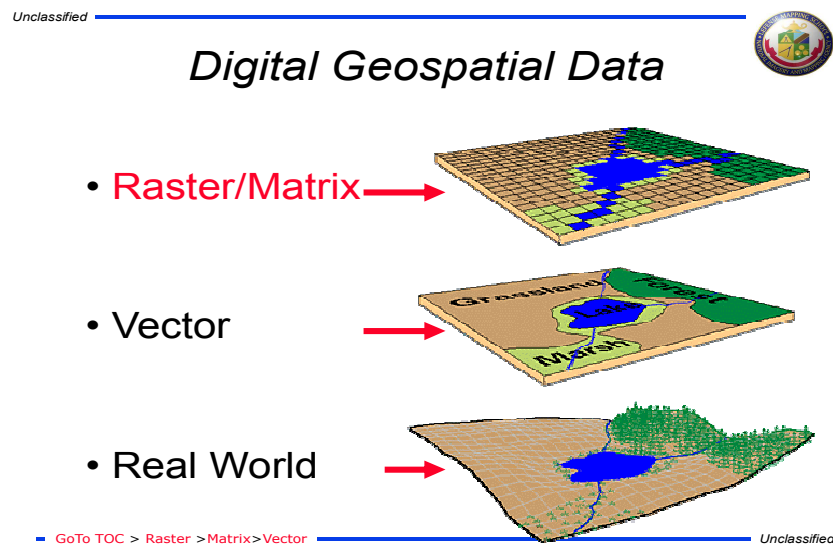 Unclassified
Digital Geospatial Data
• Raster/Matrix
Grassland
Forest
• Vector
Lake
Marsh
• Real World
GoTo TOC > Raster >Matrix>Vector
Unclassified